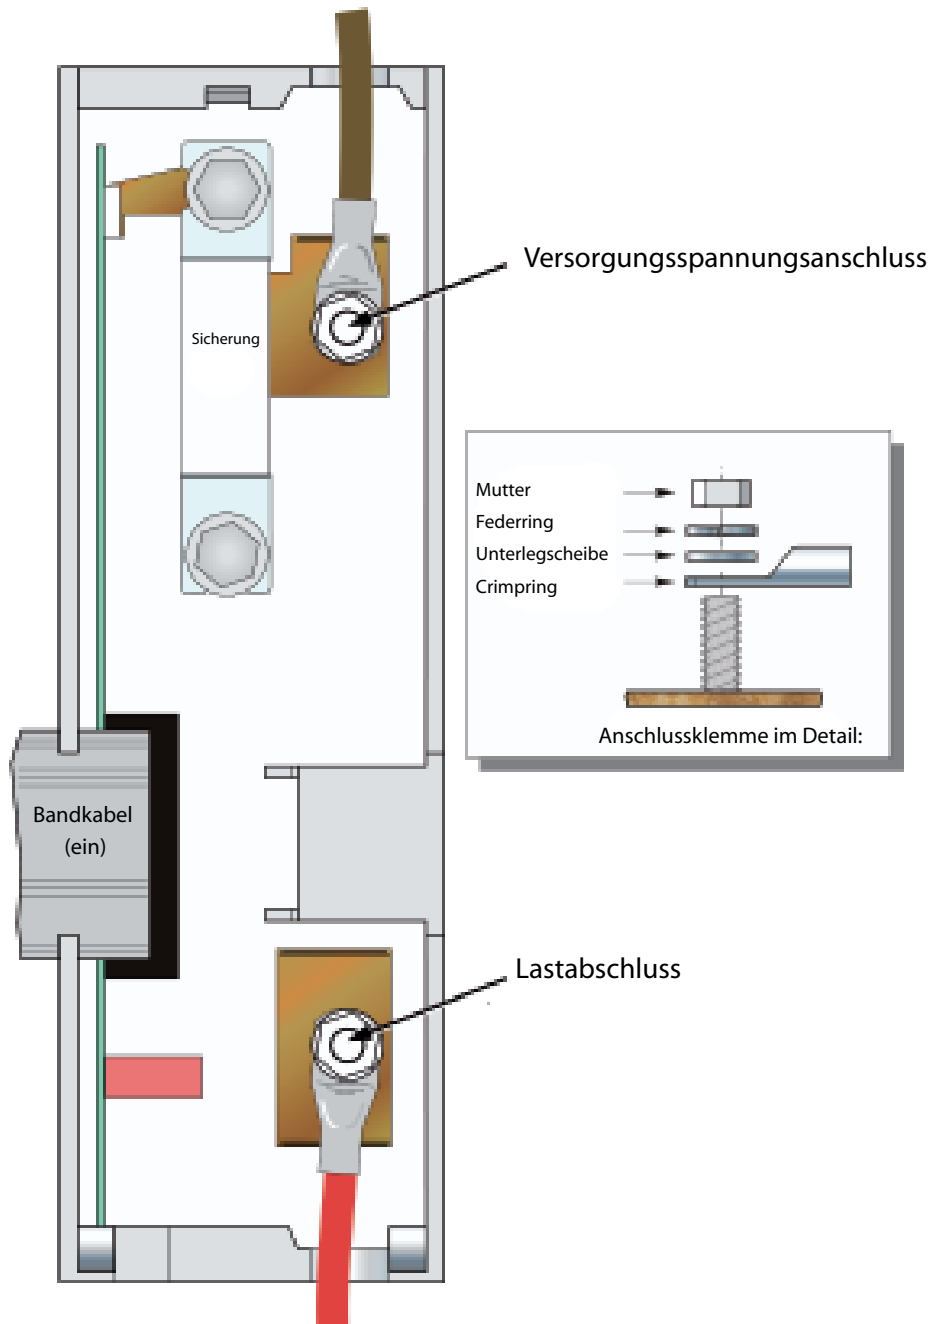 Versorgungsspannungsanschluss
Sicherung
Mutter
Federring
Unterlegscheibe
Crimpring
Anschlussklemme im Detail:
Bandkabel
(ein)
Lastabschluss